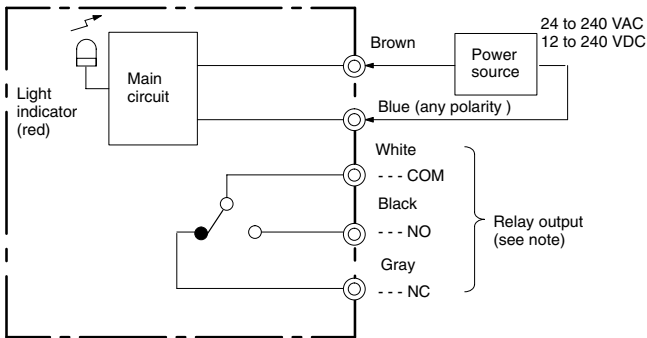 24 to 240 VAC
12 to 240 VDC
Brown
Power
source
Main
circuit
Light
indicator
(red)
Blue (any polarity )
White
- - - COM
Black
- - - NO
Relay output
(see note)
Gray
- - - NC